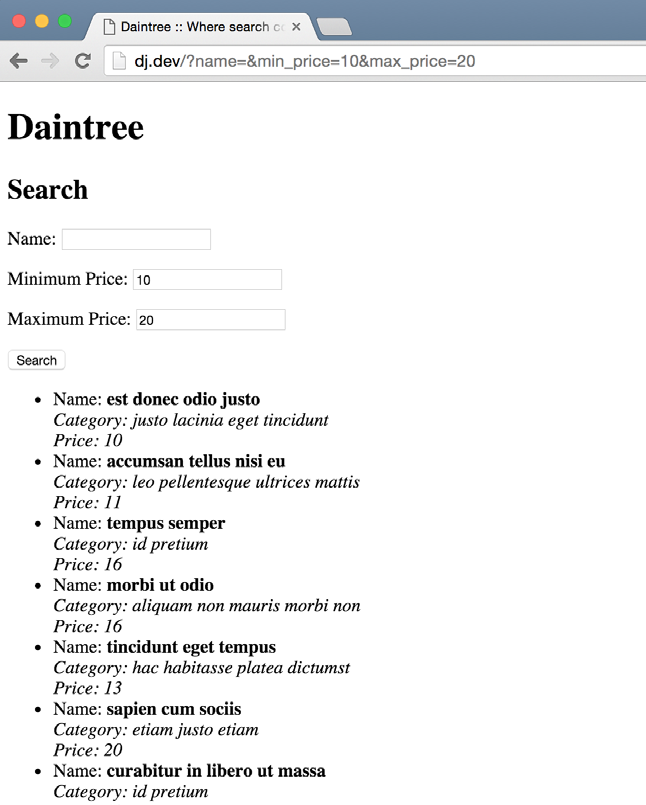 Daintree :: Where search
dj.dev/?name=&min_price=10&max_price=20
Daintree
Search
Name:
Minimum Price: 10
Maximum Price: 20
Search
Name: est donec odio justo
Category: justo lacinia eget tincidunt
Price: 10
Name: accumsan tellus nisi eu
Category: leo pellentesque ultrices mattis
Price: 11
Name: tempus semper
Category: id pretium
Price: 16
Name: morbi ut odio
Category: aliquam non mauris morbi non
Price: 16
Name: tincidunt eget tempus
Category: hac habitasse platea dictumst
Price: 13
Name: sapien cum sociis
Category: etiam justo etiam
Price: 20
Name: curabitur in libero ut massa
Category: id pretium